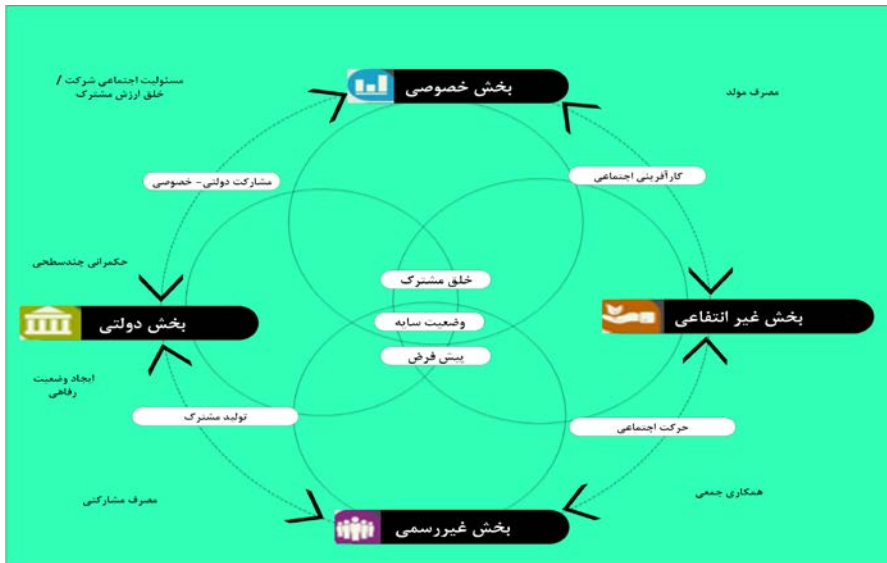 مسئولیت اجتماعی شرکت /
خلق ارزش مشترک
بخش خصوصی
مصرف مولد
مشارکت دولتی- خصوصی
کارآفرینی اجتماعی
حکمرانی چندسطحی
خلق مشترک
بخش دولتی
وضعیت سایه
بخش غیر انتفاعی
پیش فرض
ایجاد وضعیت
رفاهی
تولید مشترک
حرکت اجتماعی
مصرف مشارکتی
همکاری جمعی
بخش غیررسمی